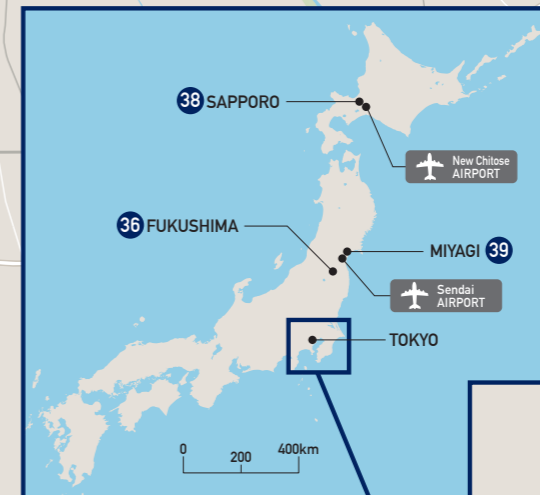 38 SAPPORO
New Chitose
AIRPORT
36 FUKUSHIMA
MIYAGI 39
Sendai
AIRPORT
TOKYO
0 200 400km